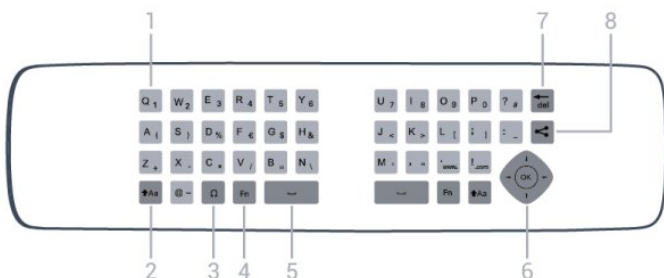 1 7 8
Q 1 W 2 E 3 R 4 T 5 Y 6 U 7 I 8 O 9 P 0 ? # ← del
A ( S ) D % F € G $ H & J < K > L [ ; ] : _
Z + X - C * V / B N \ M ' , " . www. ! .com
OK
⬆Aa @ ~ Ω Fn Fn ⬆Aa
2 3 4 5 6